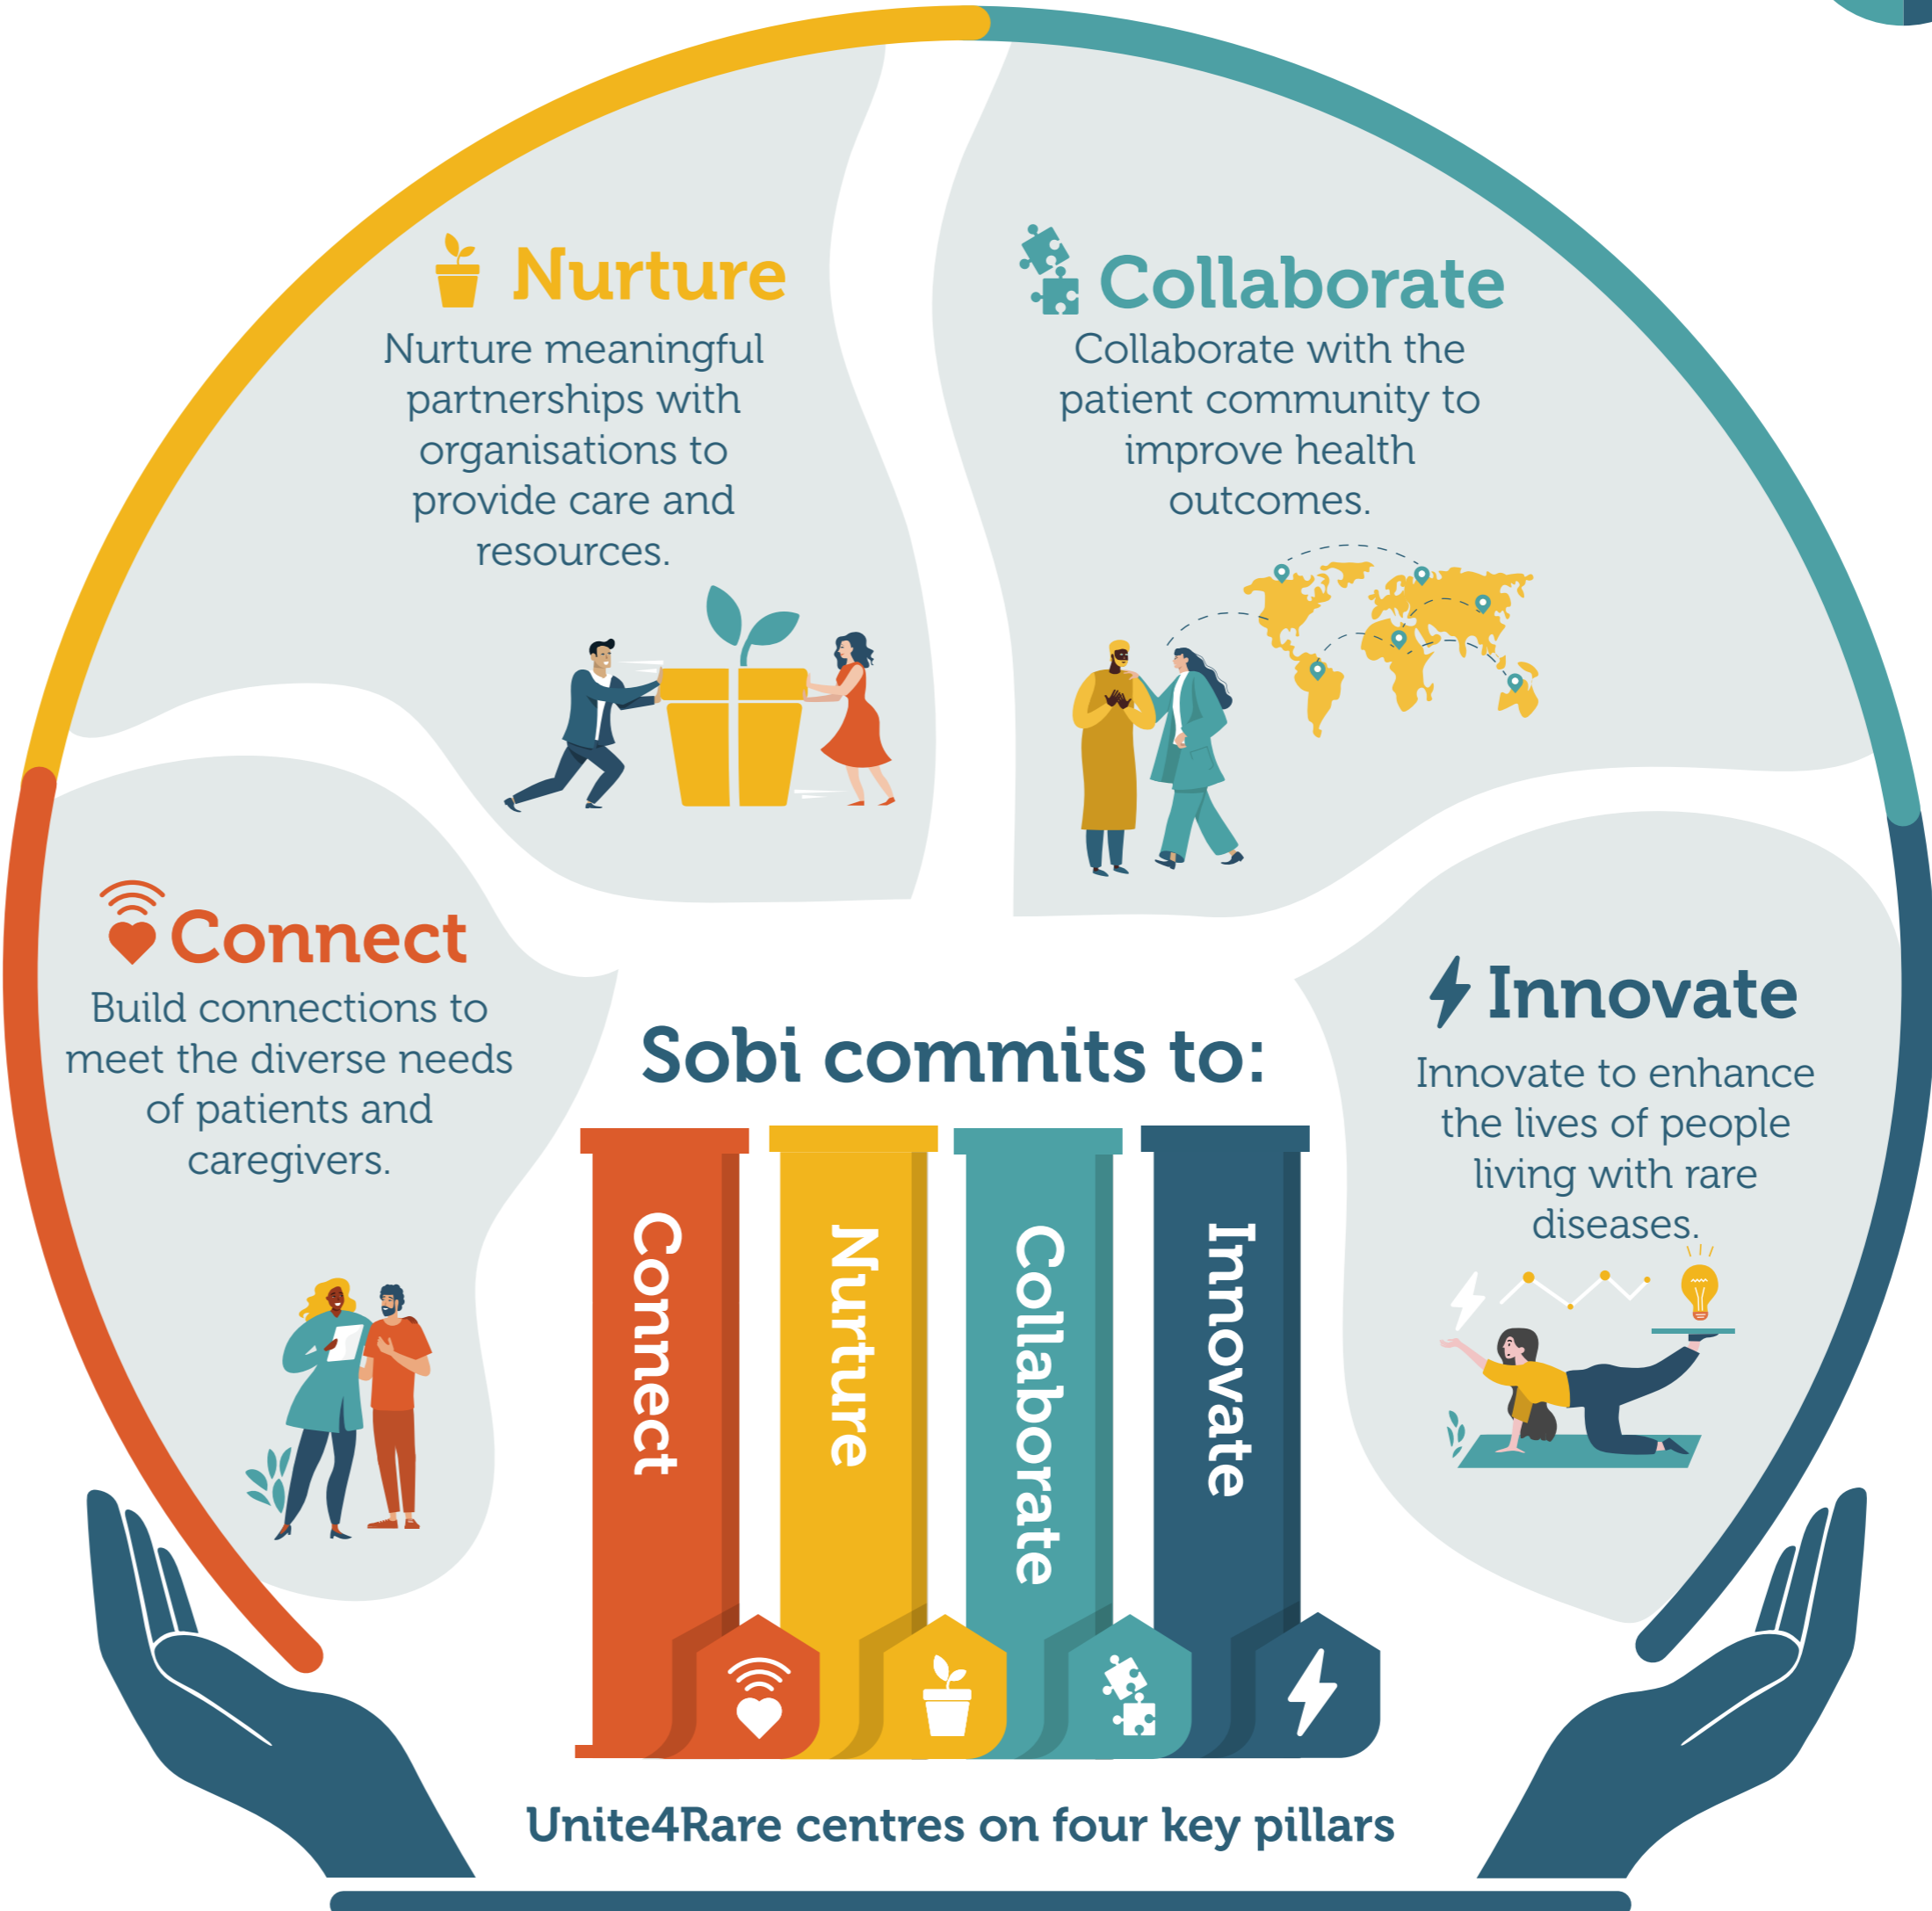 Nurture
Nurture meaningful
partnerships with
organisations to
provide care and
resources.
Collaborate
Collaborate with the
patient community to
improve health
outcomes.
Connect
Build connections to
meet the diverse needs
of patients and
caregivers.
Innovate
Innovate to enhance
the lives of people
living with rare
diseases.
Sobi commits to:
Connect
Nurture
Collaborate
Innovate
Unite4Rare centres on four key pillars